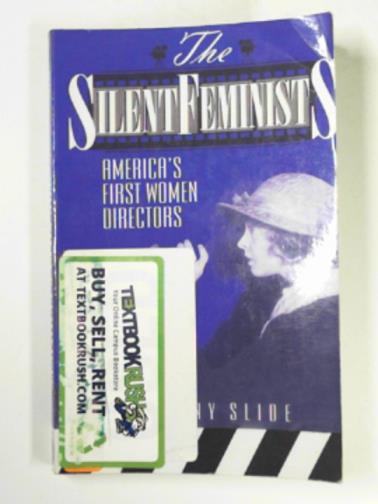 The
SILENT FEMINISTS
AMERICA'S
FIRST WOMEN
DIRECTORS
TEXTBOOKRUSH
Your Online Campus Bookstore
BUY, SELL, RENT
AT TEXTBOOKRUSH.COM
NY SLIDE